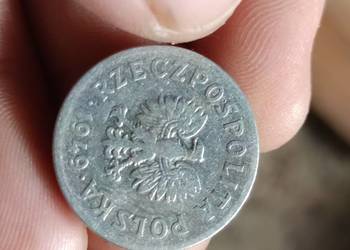 RZECZPOSPOLITA
POLSKA · 1949 ·